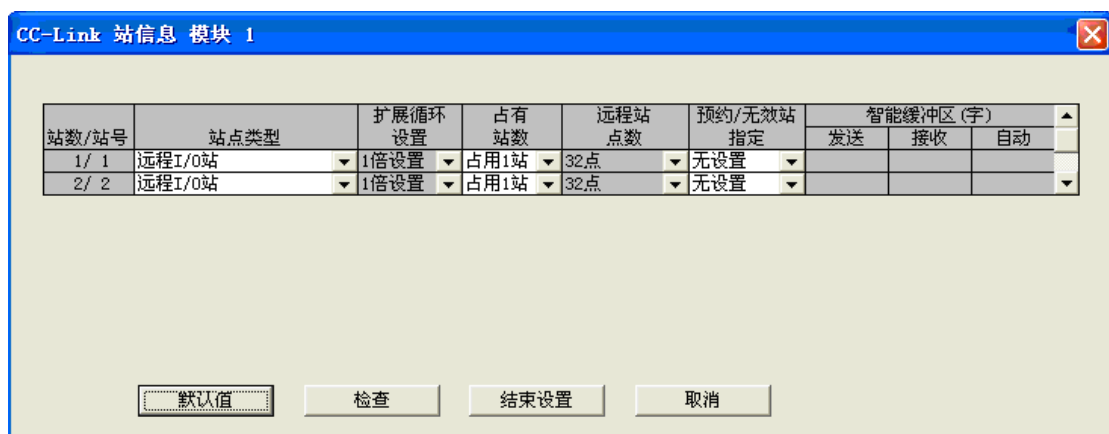 CC-Link 站信息 模块 1
站数/站号 站点类型 扩展循环设置 占有站数 远程站点数 预约/无效站指定 智能缓冲区(字)
发送 接收 自动
1/ 1 远程I/O站 1倍设置 占用1站 32点 无设置
2/ 2 远程I/O站 1倍设置 占用1站 32点 无设置
默认值 检查 结束设置 取消